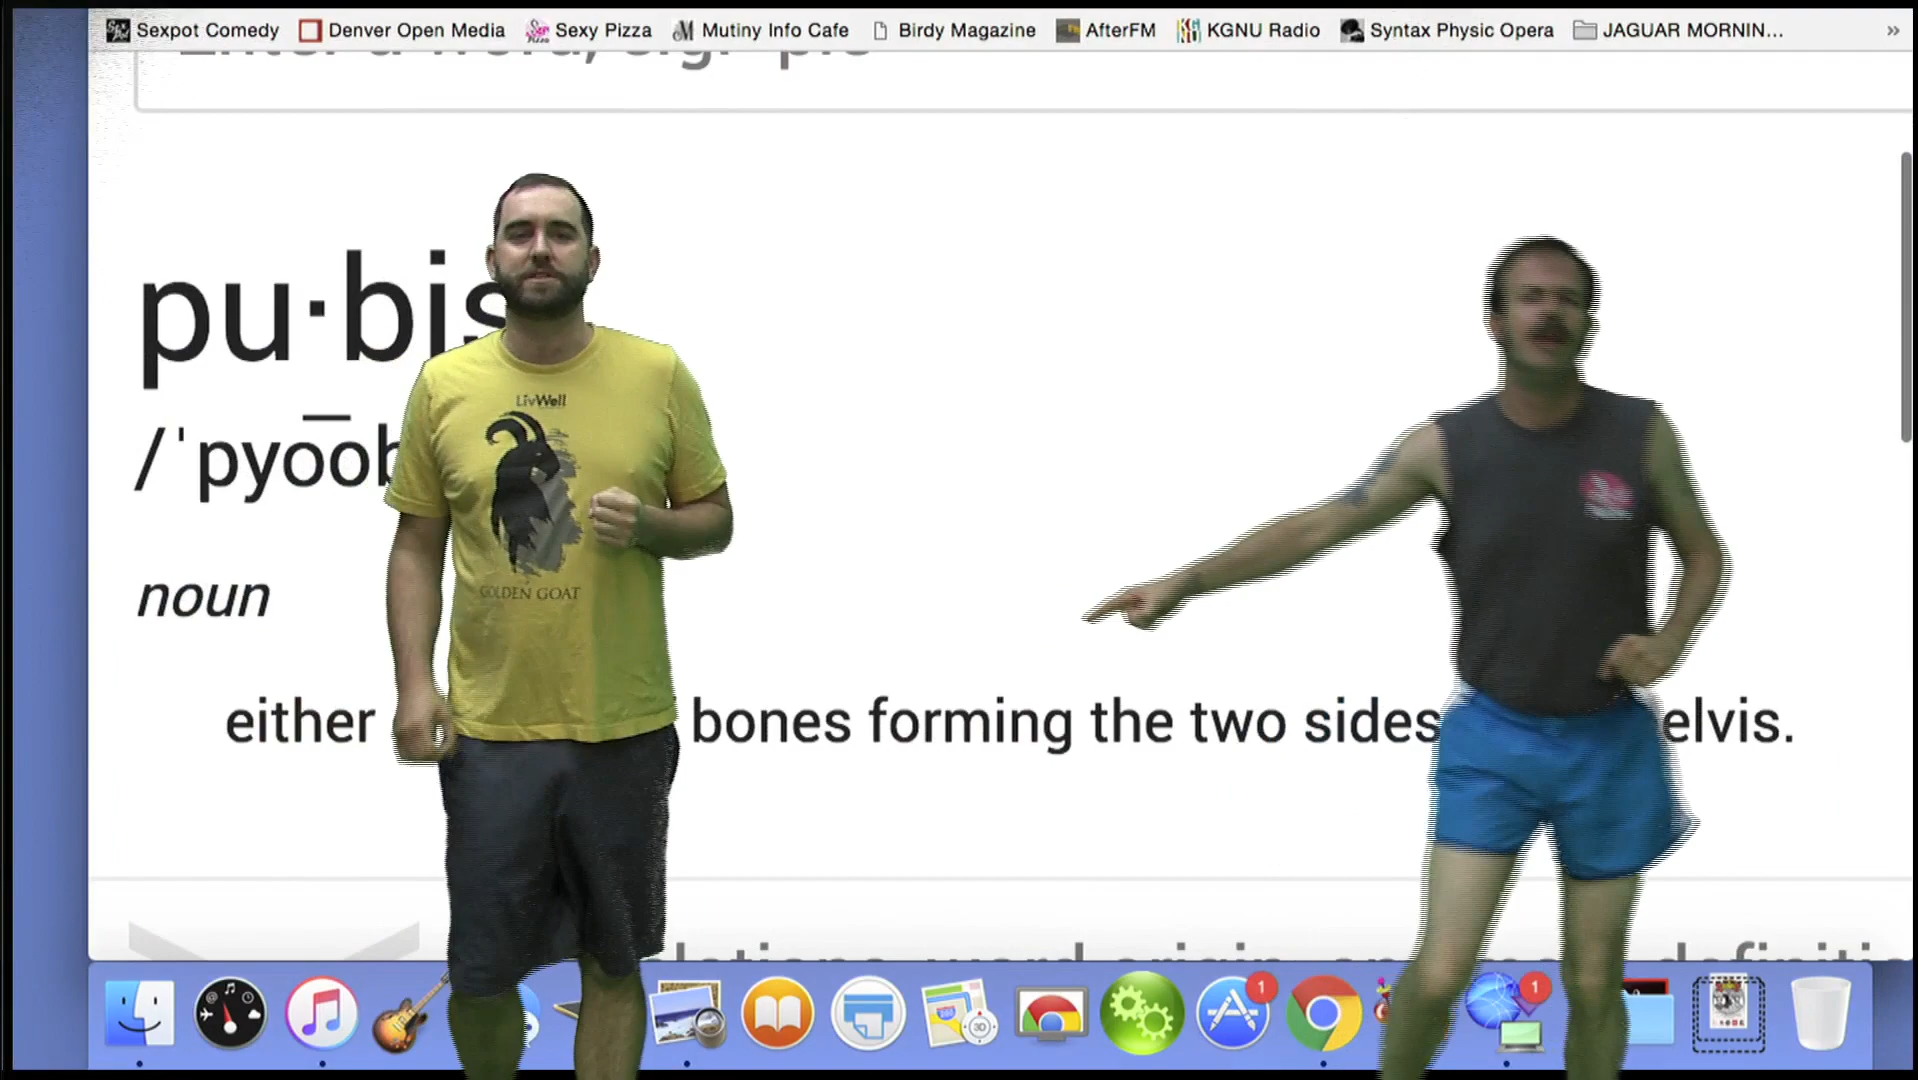 Sexpot Comedy Denver Open Media Sexy Pizza Mutiny Info Cafe Birdy Magazine AfterFM KGNU Radio Syntax Physic Opera JAGUAR MORNIN... »
pu·bis
/ˈpyo͞ob
LivWell
GOLDEN GOAT
noun
either bones forming the two sides elvis.
1 1